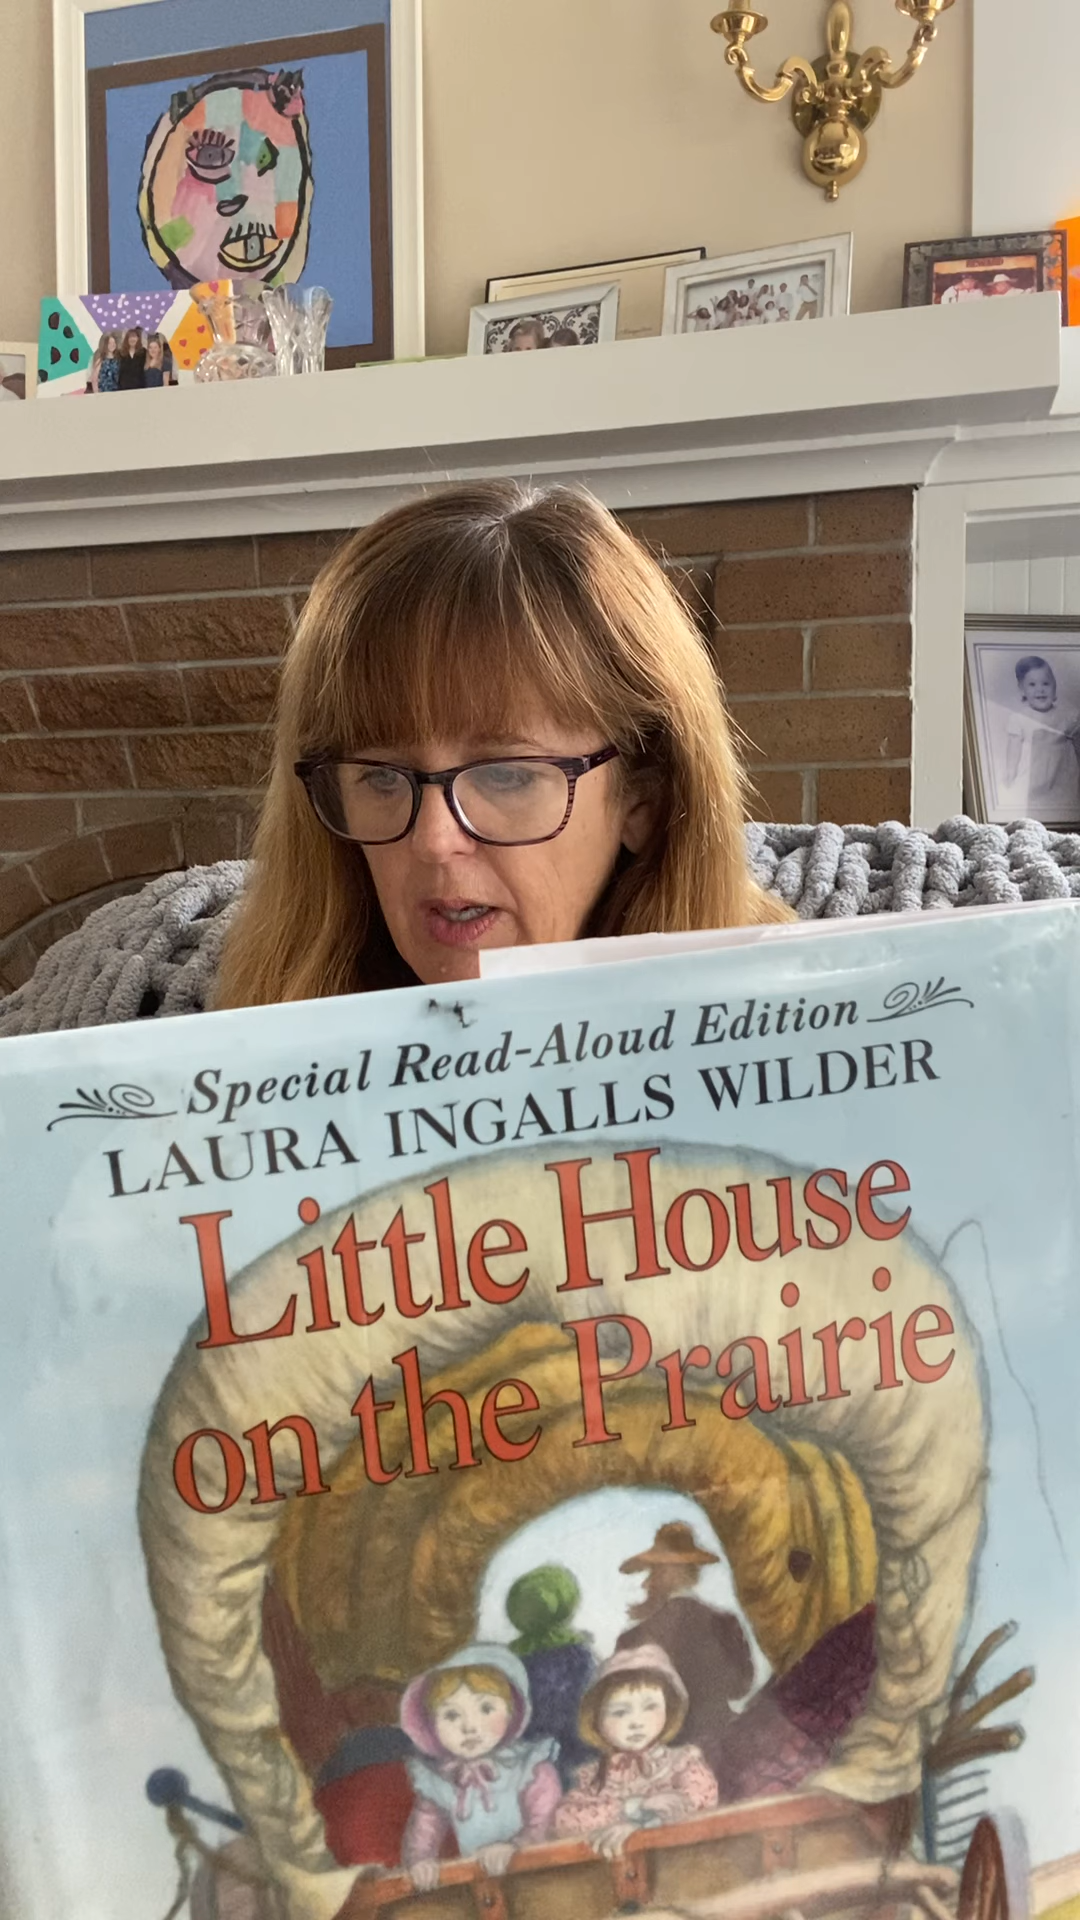 Special Read-Aloud Edition
LAURA INGALLS WILDER
Little House
on the Prairie